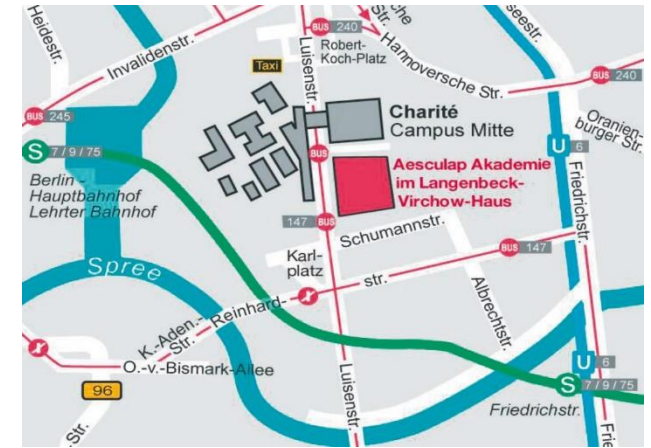 Heidestr.
Invalidenstr.
Taxi
BUS 240
Robert-
Koch-Platz
Luisenstr.
Hannoversche Str.
BUS 240
BUS 245
S 7 / 9 / 75
Berlin -
Hauptbahnhof
Lehrter Bahnhof
Charité
Campus Mitte
Oranien-
burger Str.
U 6
BUS
Aesculap Akademie
im Langenbeck-
Virchow-Haus
Friedrichstr.
147 BUS
Schumannstr.
BUS 147
Karl-
platz
Spree
Reinhard-
str.
Albrechtstr.
K.-Aden.-
Str.
O.-v.-Bismark-Allee
96
Luisenstr.
U 6
S 7 / 9 / 75
Friedrichstr.
Str.